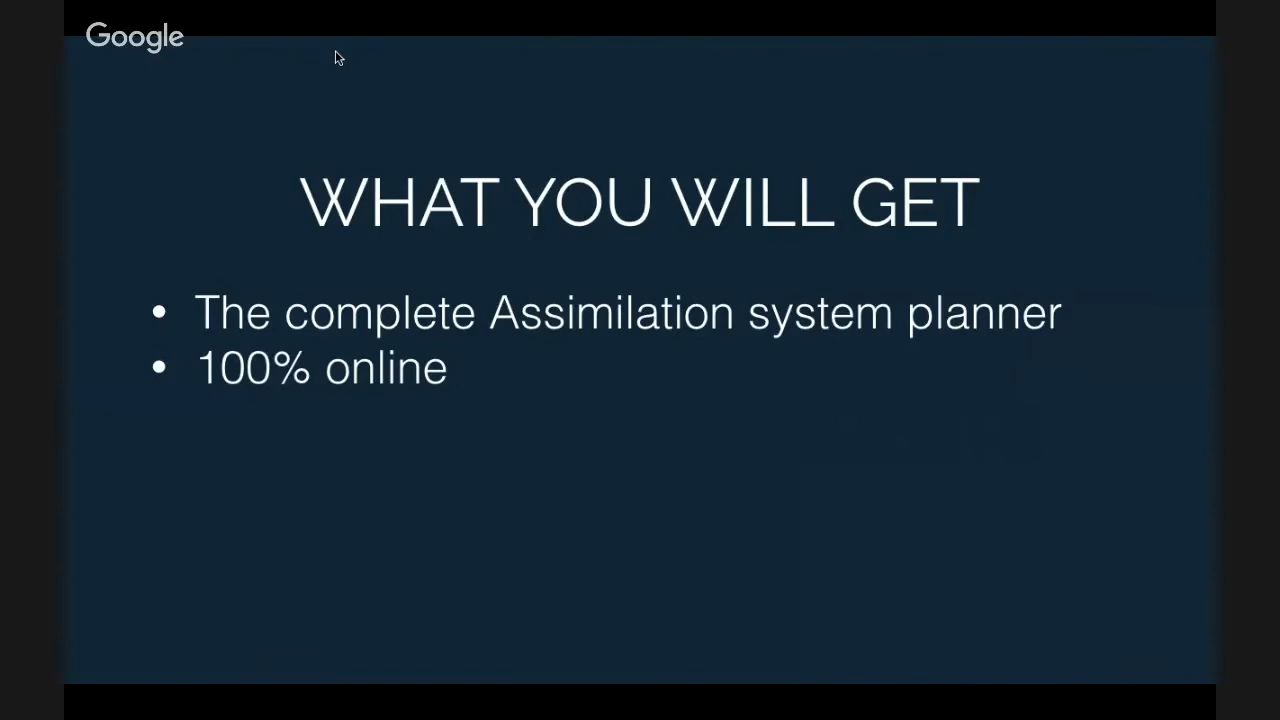 Google
WHAT YOU WILL GET
• The complete Assimilation system planner
• 100% online